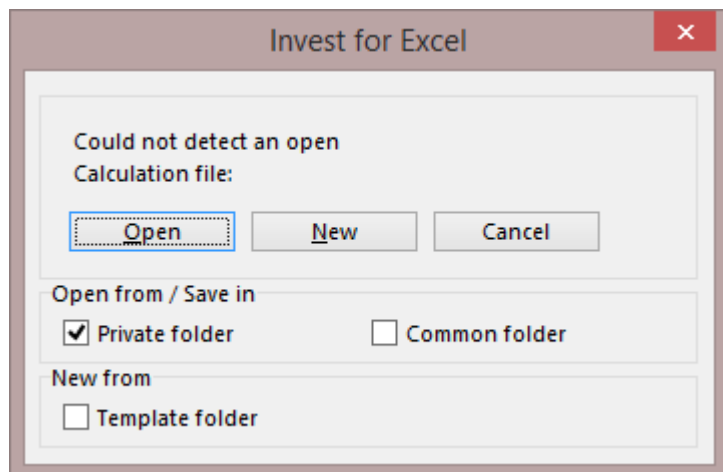 Invest for Excel
Could not detect an open
Calculation file:
Open New Cancel
Open from / Save in
Private folder Common folder
New from
Template folder